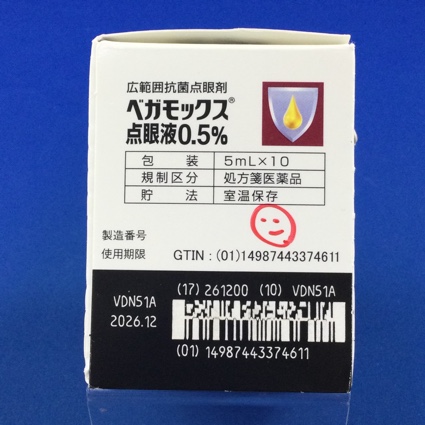 広範囲抗菌点眼剤
ベガモックス®
点眼液0.5%
包装 5mL×10
規制区分 処方箋医薬品
貯法 室温保存
製造番号
使用期限 GTIN:(01)14987443374611
(17) 261200 (10) VDN51A
VDN51A
2026.12
(01) 14987443374611